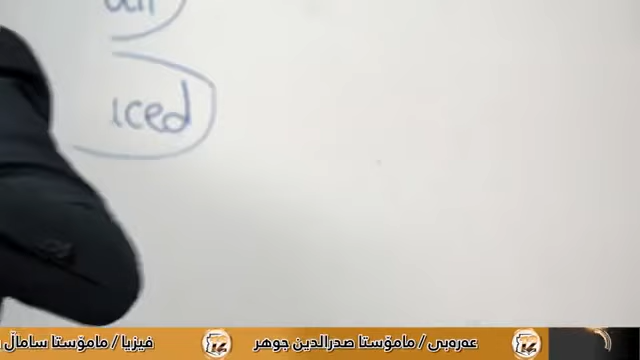 iced
عەرەبی / مامۆستا صدرالدین جوهر
فیزیا / مامۆستا سامال